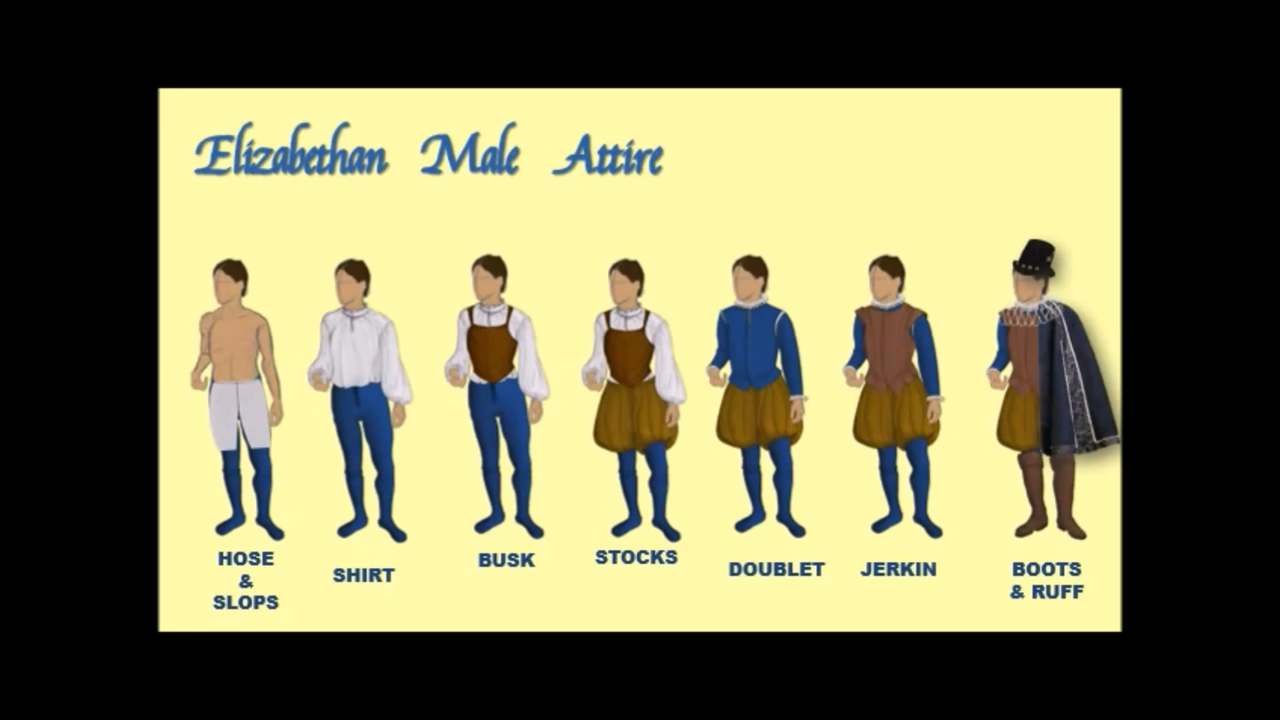 Elizabethan Male Attire
HOSE
&
SLOPS
SHIRT
BUSK
STOCKS
DOUBLET
JERKIN
BOOTS
& RUFF